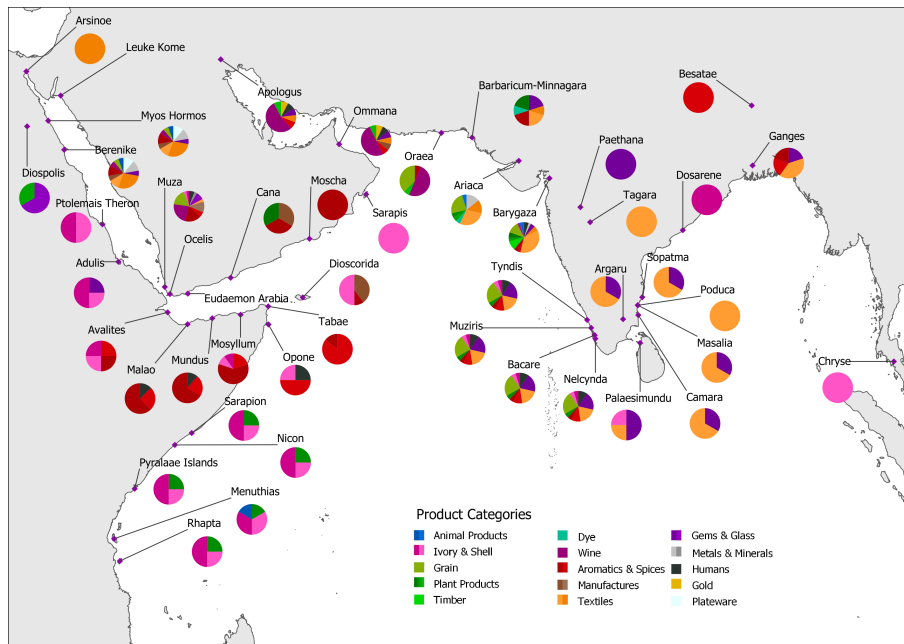 Arsinoe
Leuke Kome
Apologus
Ommana
Barbaricum-Minnagara
Besatae
Myos Hormos
Berenike
Diospolis
Muza
Cana
Moscha
Oraea
Ariaca
Paethana
Ganges
Dosarene
Tagara
Ptolemais Theron
Sarapis
Barygaza
Ocelis
Adulis
Dioscorida
Tyndis
Argaru
Sopatma
Poduca
Eudaemon Arabia
Avalites
Tabae
Mosyllum
Mundus
Malao
Opone
Muziris
Masalia
Bacare
Nelcynda
Palaesimundu
Camara
Chryse
Sarapion
Nicon
Pyralaae Islands
Menuthias
Rhapta
Product Categories
Animal Products
Ivory & Shell
Grain
Plant Products
Timber
Dye
Wine
Aromatics & Spices
Manufactures
Textiles
Gems & Glass
Metals & Minerals
Humans
Gold
Plateware